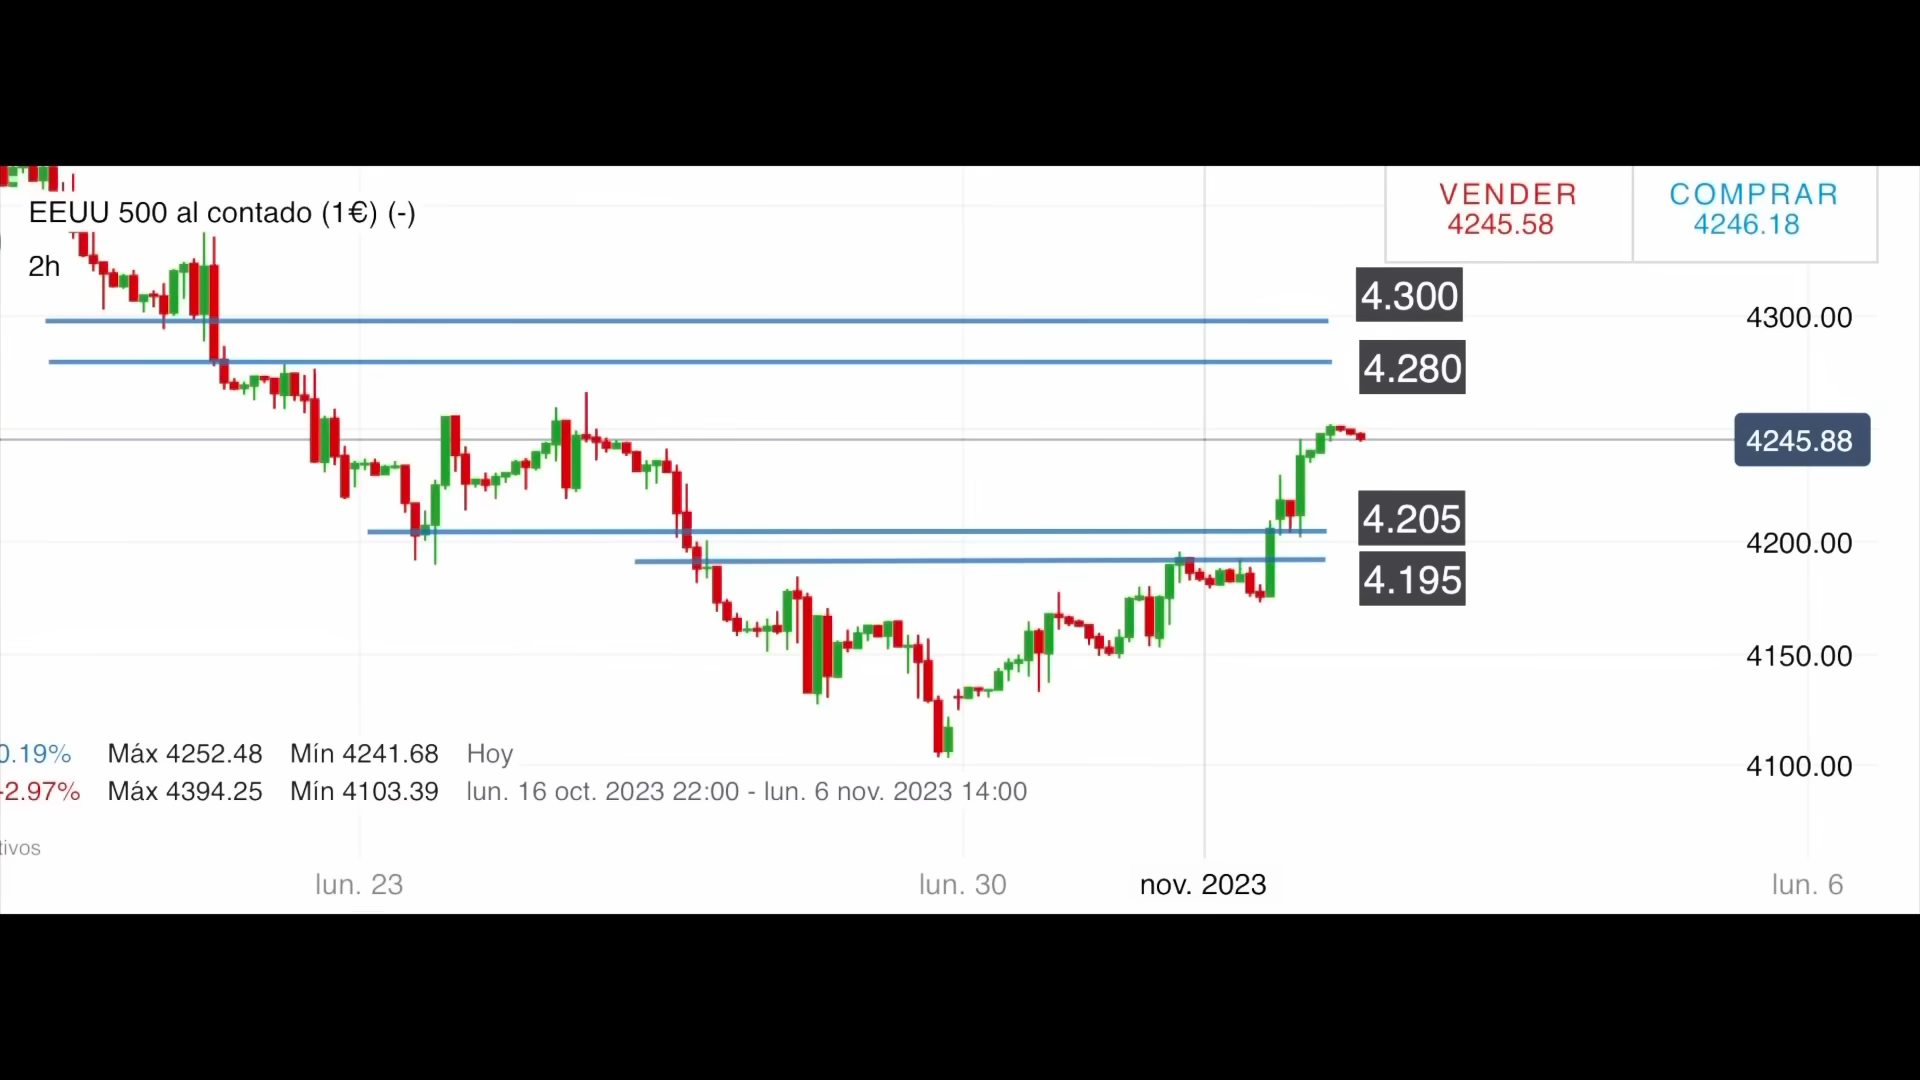 EEUU 500 al contado (1€) (-)
2h
VENDER
4245.58
COMPRAR
4246.18
4.300
4300.00
4.280
4245.88
4.205
4200.00
4.195
4150.00
4100.00
0.19% Máx 4252.48 Mín 4241.68 Hoy
-2.97% Máx 4394.25 Mín 4103.39 lun. 16 oct. 2023 22:00 - lun. 6 nov. 2023 14:00
tivos
lun. 23 lun. 30 nov. 2023 lun. 6